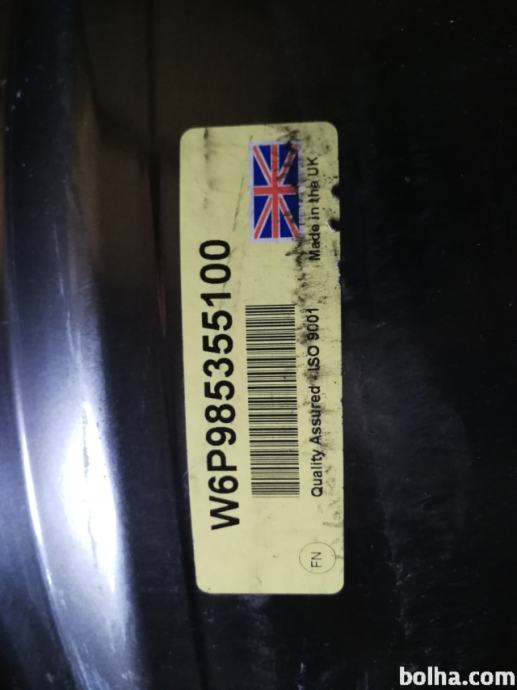 W6P985355100
Quality Assured - ISO 9001
Made in the UK
FN
bolha.com